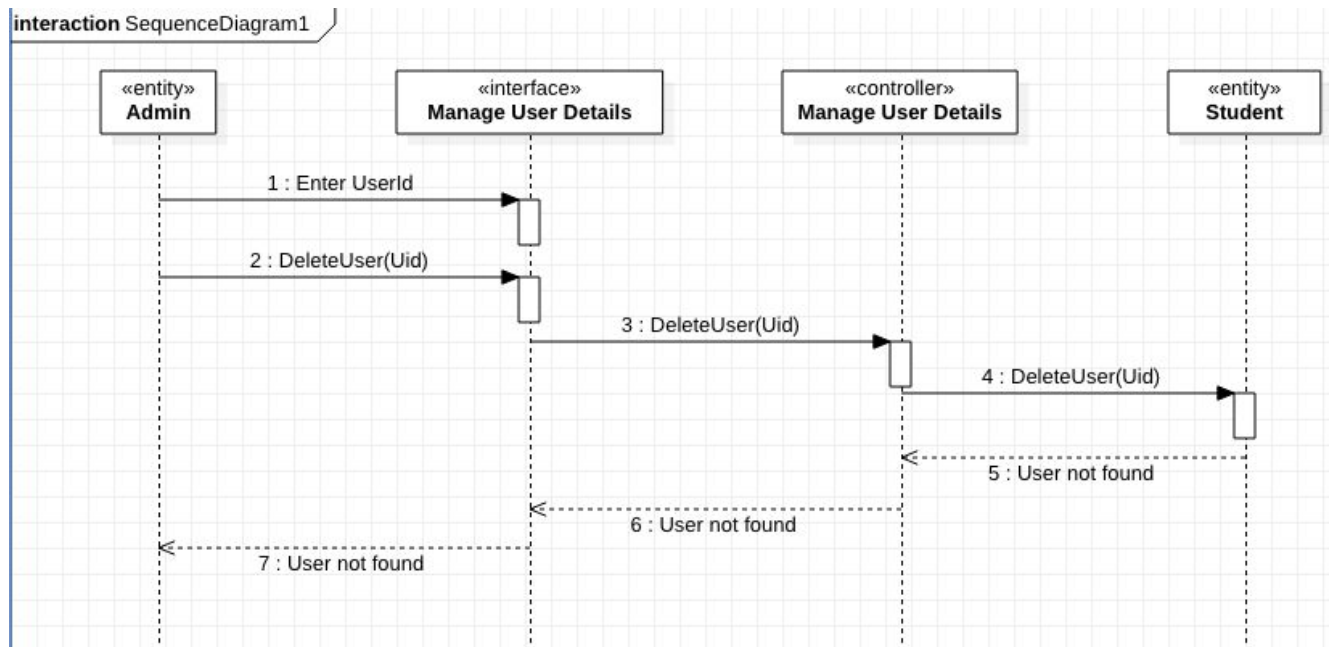 interaction SequenceDiagram1
«entity»
Admin
«interface»
Manage User Details
«controller»
Manage User Details
«entity»
Student
1 : Enter UserId
2 : DeleteUser(Uid)
3 : DeleteUser(Uid)
4 : DeleteUser(Uid)
5 : User not found
6 : User not found
7 : User not found